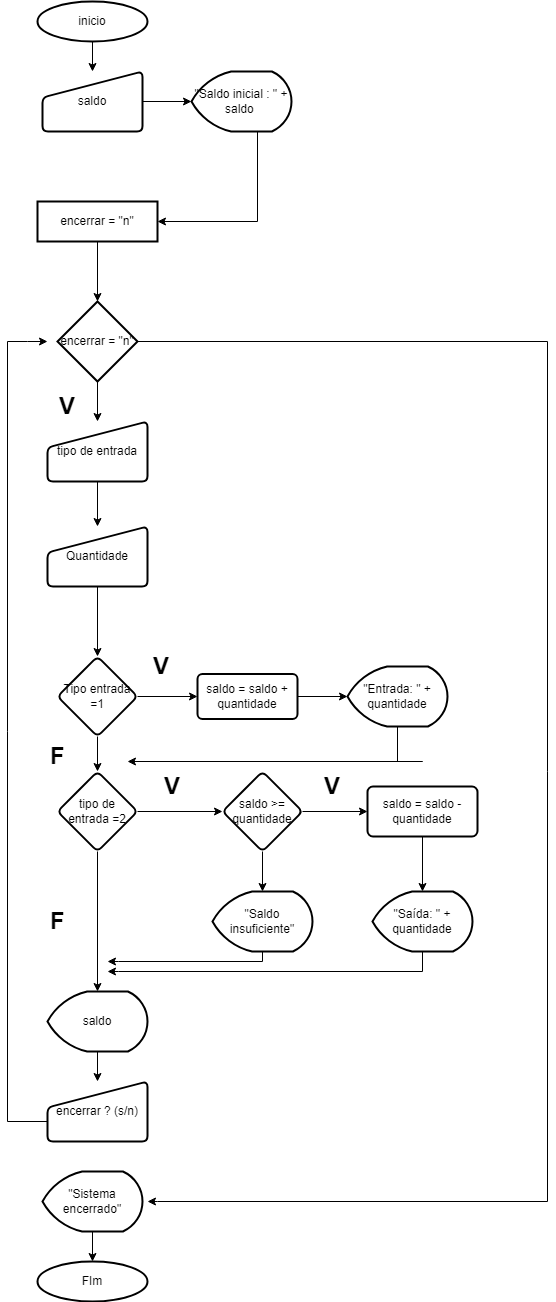 inicio
saldo
"Saldo inicial : " +
saldo
encerrar = "n"
encerrar = "n"
V
tipo de entrada
Quantidade
Tipo entrada
=1
V
saldo = saldo +
quantidade
"Entrada: " +
quantidade
F
tipo de
entrada =2
V
saldo >=
quantidade
V
saldo = saldo -
quantidade
F
"Saldo
insuficiente"
"Saída: " +
quantidade
saldo
encerrar ? (s/n)
"Sistema
encerrado"
FIm